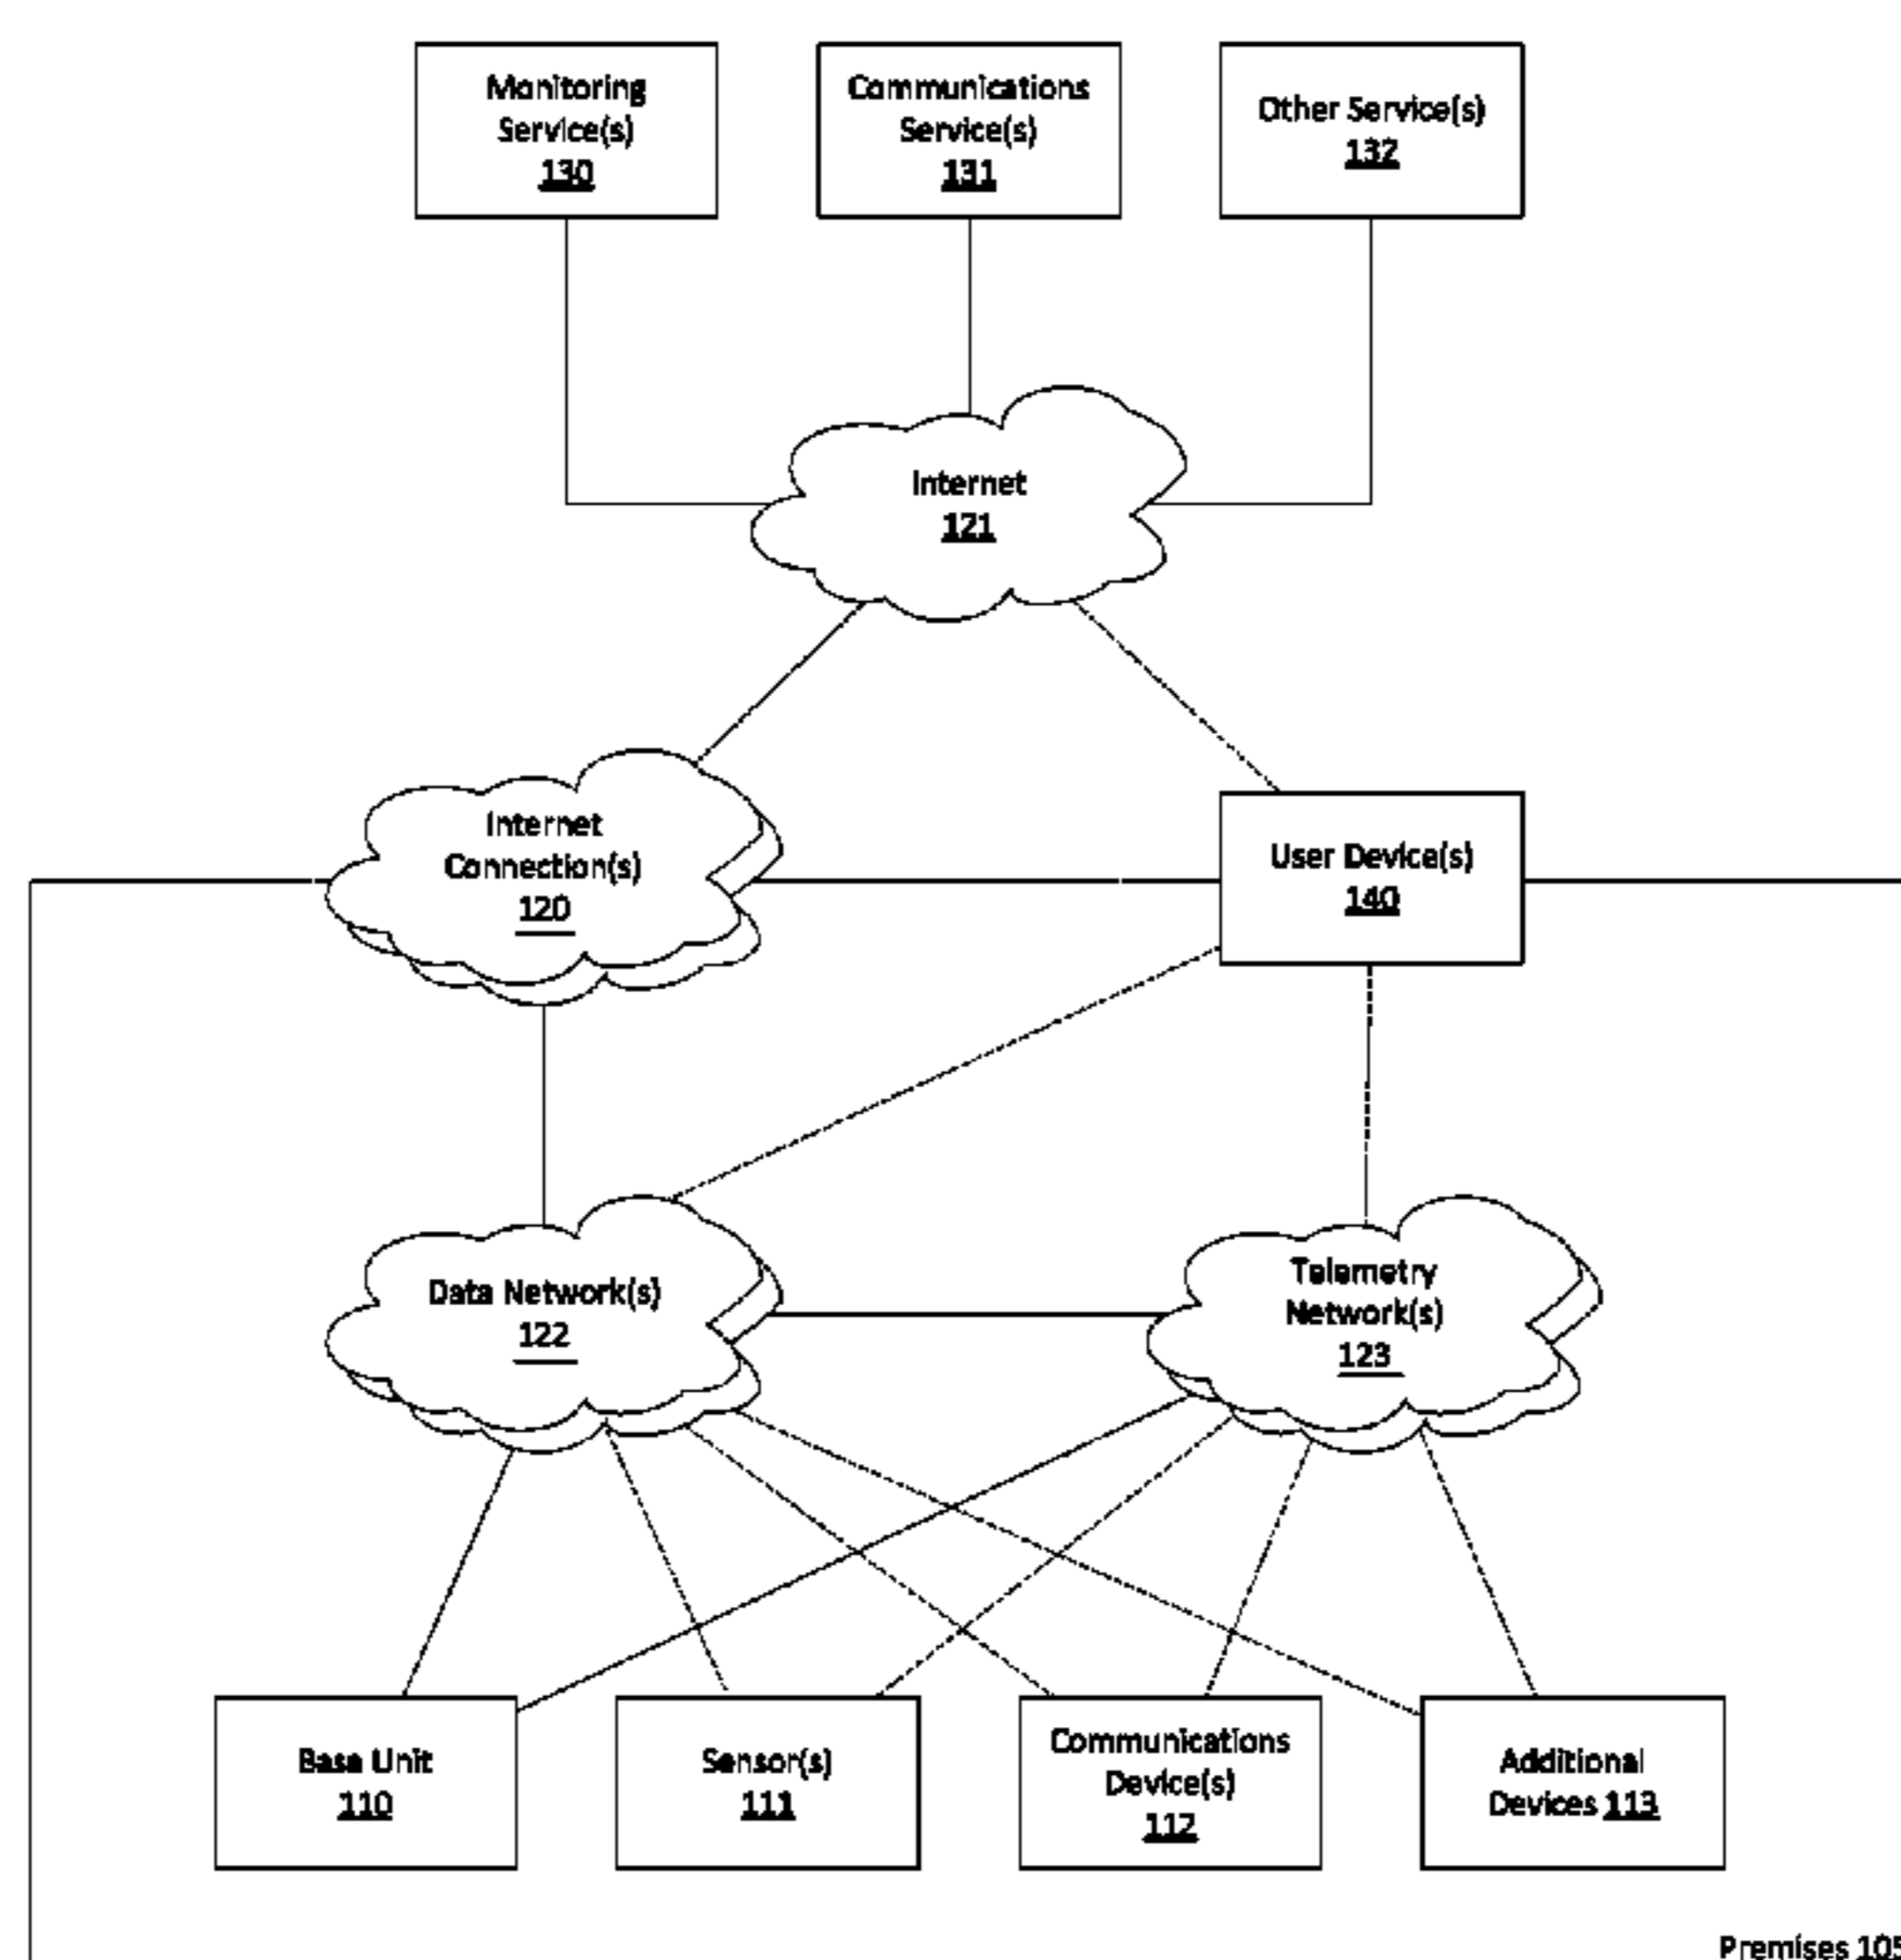 Monitoring
Service(s)
130
Communications
Service(s)
131
Other Service(s)
132
Internet
121
Internet
Connection(s)
120
User Device(s)
140
Data Network(s)
122
Telemetry
Network(s)
123
Base Unit
110
Sensor(s)
111
Communications
Device(s)
112
Additional
Devices 113
Premises 105